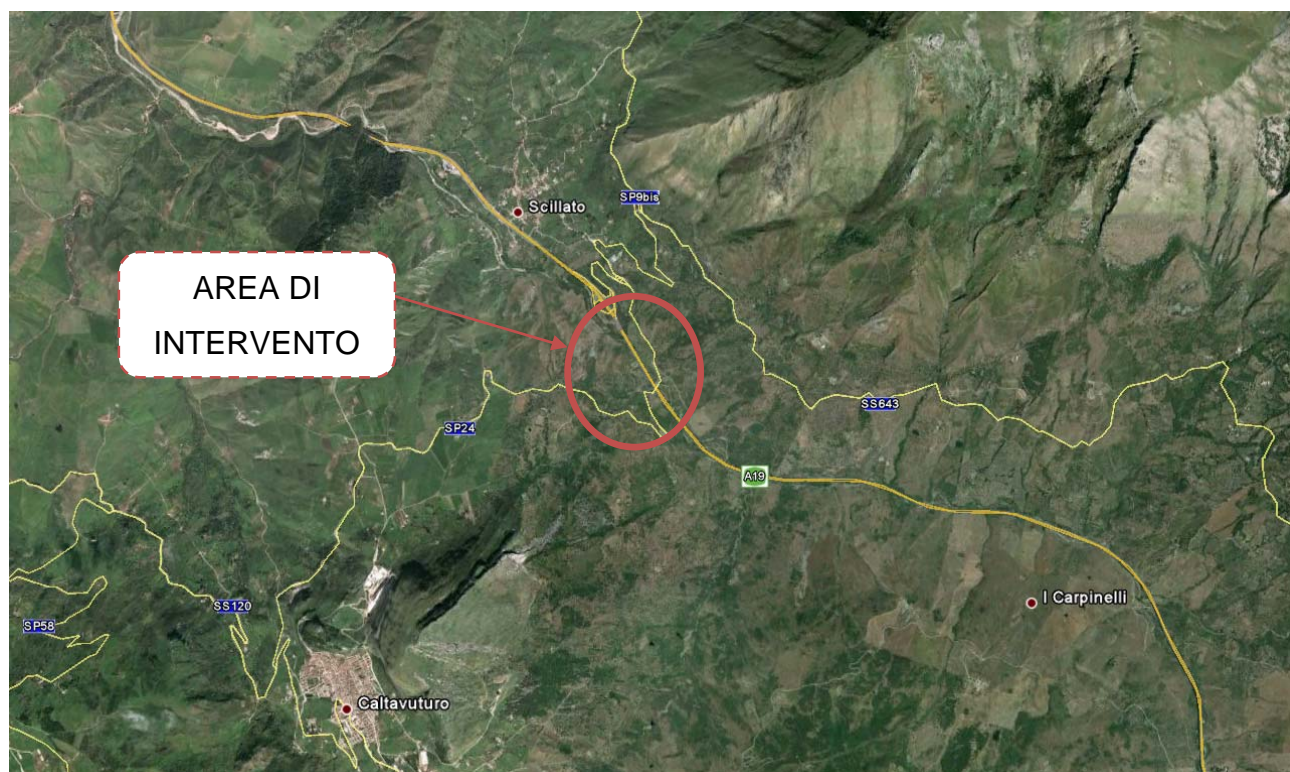 SP9bis
Scillato
AREA DI
INTERVENTO
SS643
SP24
A19
I Carpinelli
SS120
SP58
Caltavuturo